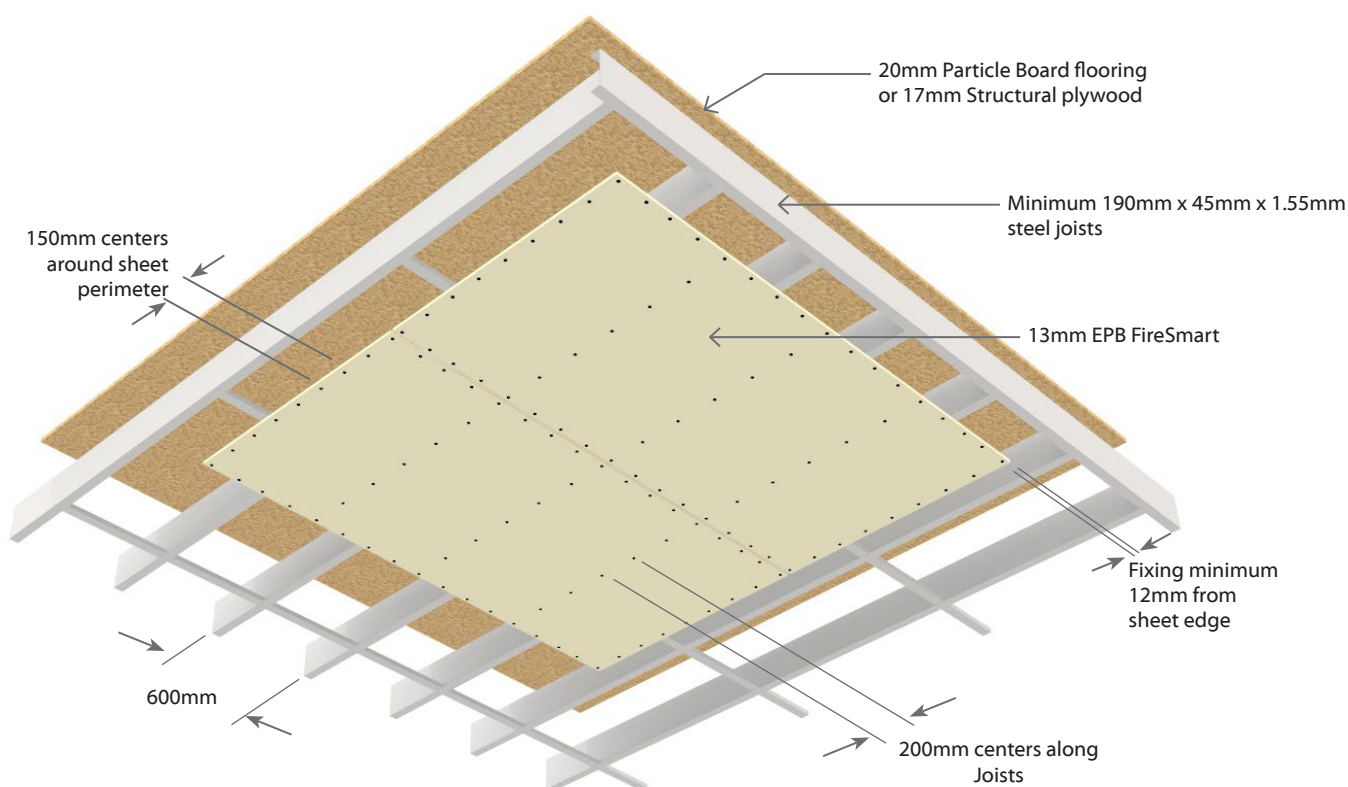 20mm Particle Board flooring
or 17mm Structural plywood
Minimum 190mm x 45mm x 1.55mm
steel joists
150mm centers
around sheet
perimeter
13mm EPB FireSmart
Fixing minimum
12mm from
sheet edge
600mm
200mm centers along
Joists